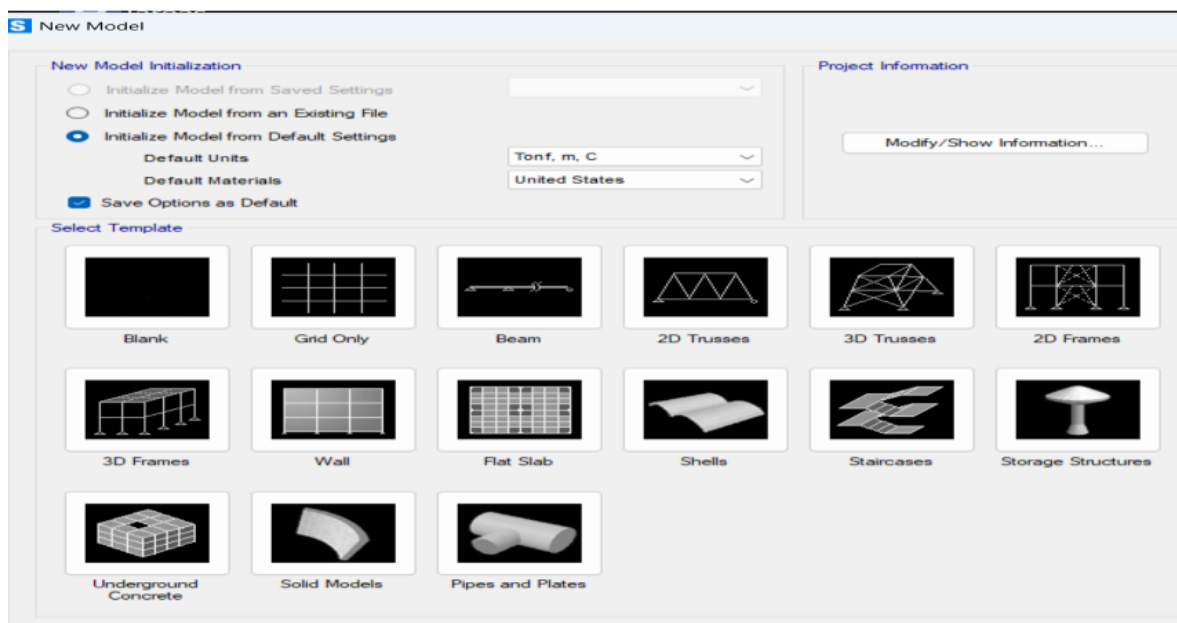 S New Model
New Model Initialization
Project Information
Initialize Model from Saved Settings
Initialize Model from an Existing File
Initialize Model from Default Settings
Modify/Show Information...
Default Units
Tonf, m, C
Default Materials
United States
Save Options as Default
Select Template
Blank
Grid Only
Beam
2D Trusses
3D Trusses
2D Frames
3D Frames
Wall
Flat Slab
Shells
Staircases
Storage Structures
Underground
Concrete
Solid Models
Pipes and Plates